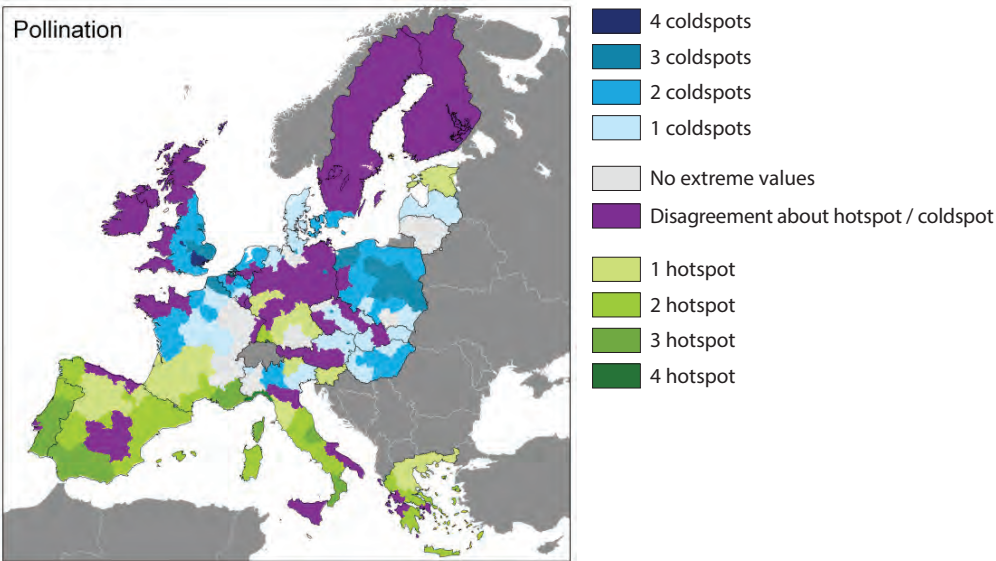 Pollination
4 coldspots
3 coldspots
2 coldspots
1 coldspots
No extreme values
Disagreement about hotspot / coldspot
1 hotspot
2 hotspot
3 hotspot
4 hotspot